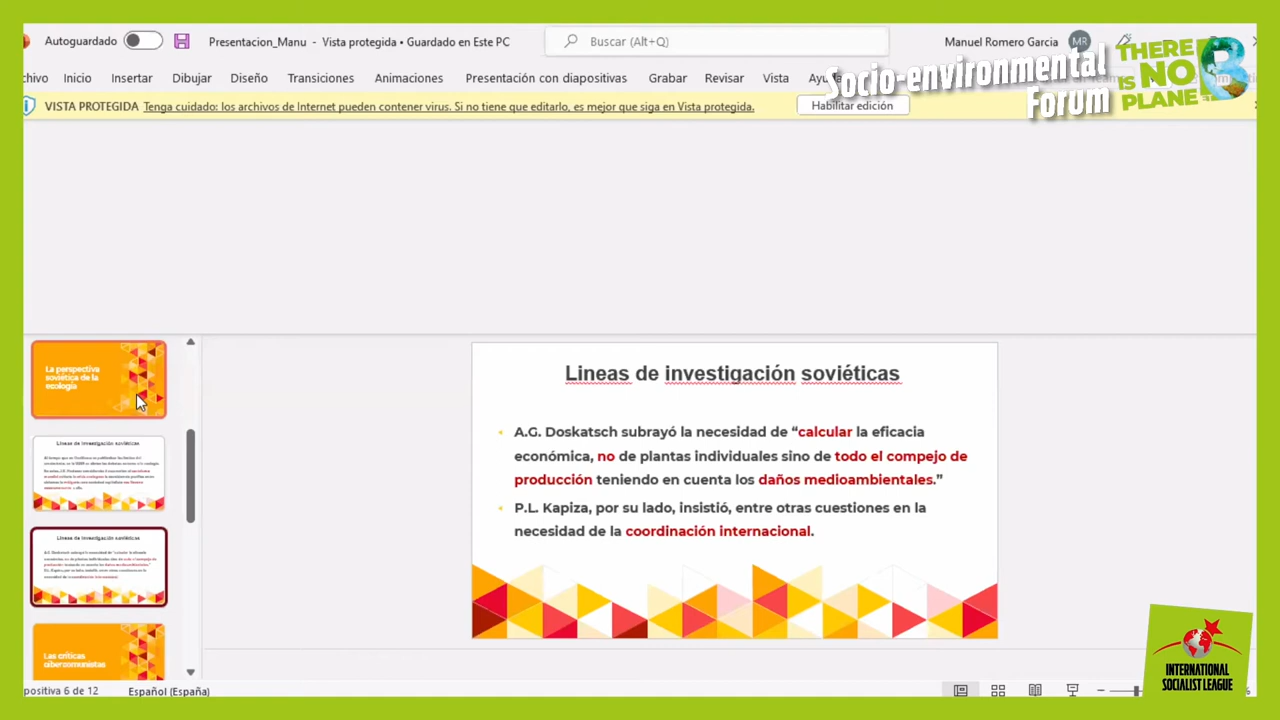 Autoguardado
Presentacion_Manu - Vista protegida • Guardado en Este PC
Buscar (Alt+Q)
Manuel Romero Garcia
MR
Socio-environmental
Forum
THERE
IS NO
PLANET
B
chivo Inicio Insertar Dibujar Diseño Transiciones Animaciones Presentación con diapositivas Grabar Revisar Vista Ayuda
VISTA PROTEGIDA Tenga cuidado: los archivos de Internet pueden contener virus. Si no tiene que editarlo, es mejor que siga en Vista protegida.
Habilitar edición
La perspectiva
soviética de la
ecología
Lineas de investigación soviéticas
Lineas de investigación soviéticas
Las críticas
cibercomunistas
Lineas de investigación soviéticas
A.G. Doskatsch subrayó la necesidad de “calcular la eficacia
económica, no de plantas individuales sino de todo el compejo de
producción teniendo en cuenta los daños medioambientales.”
P.L. Kapiza, por su lado, insistió, entre otras cuestiones en la
necesidad de la coordinación internacional.
INTERNATIONAL
SOCIALIST LEAGUE
positiva 6 de 12
Español (España)